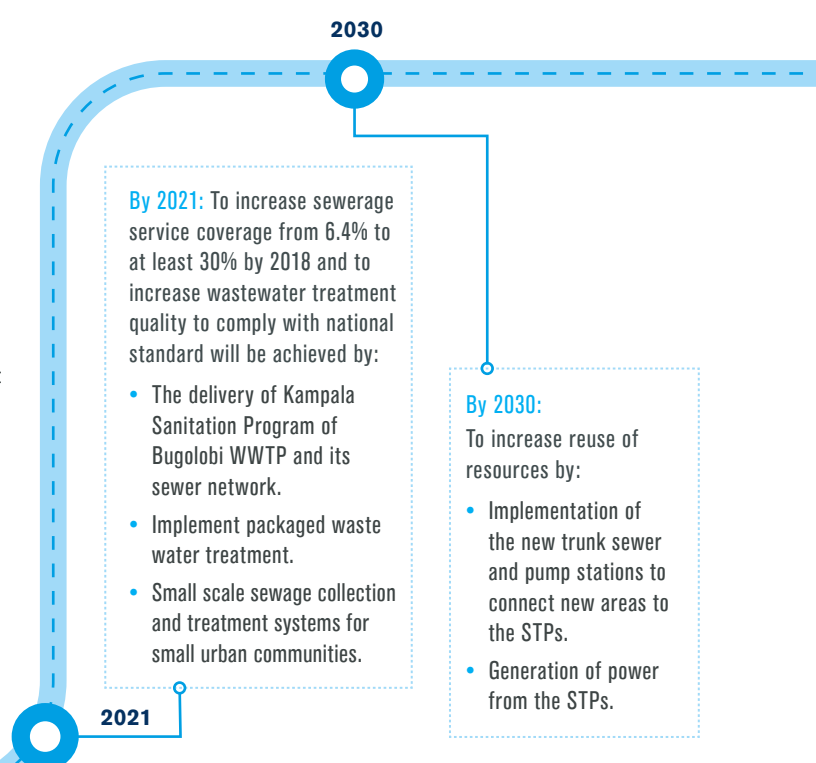 2030
By 2021: To increase sewerage
service coverage from 6.4% to
at least 30% by 2018 and to
increase wastewater treatment
quality to comply with national
standard will be achieved by:
• The delivery of Kampala
Sanitation Program of
Bugolobi WWTP and its
sewer network.
• Implement packaged waste
water treatment.
• Small scale sewage collection
and treatment systems for
small urban communities.
2021
By 2030:
To increase reuse of
resources by:
• Implementation of
the new trunk sewer
and pump stations to
connect new areas to
the STPs.
• Generation of power
from the STPs.